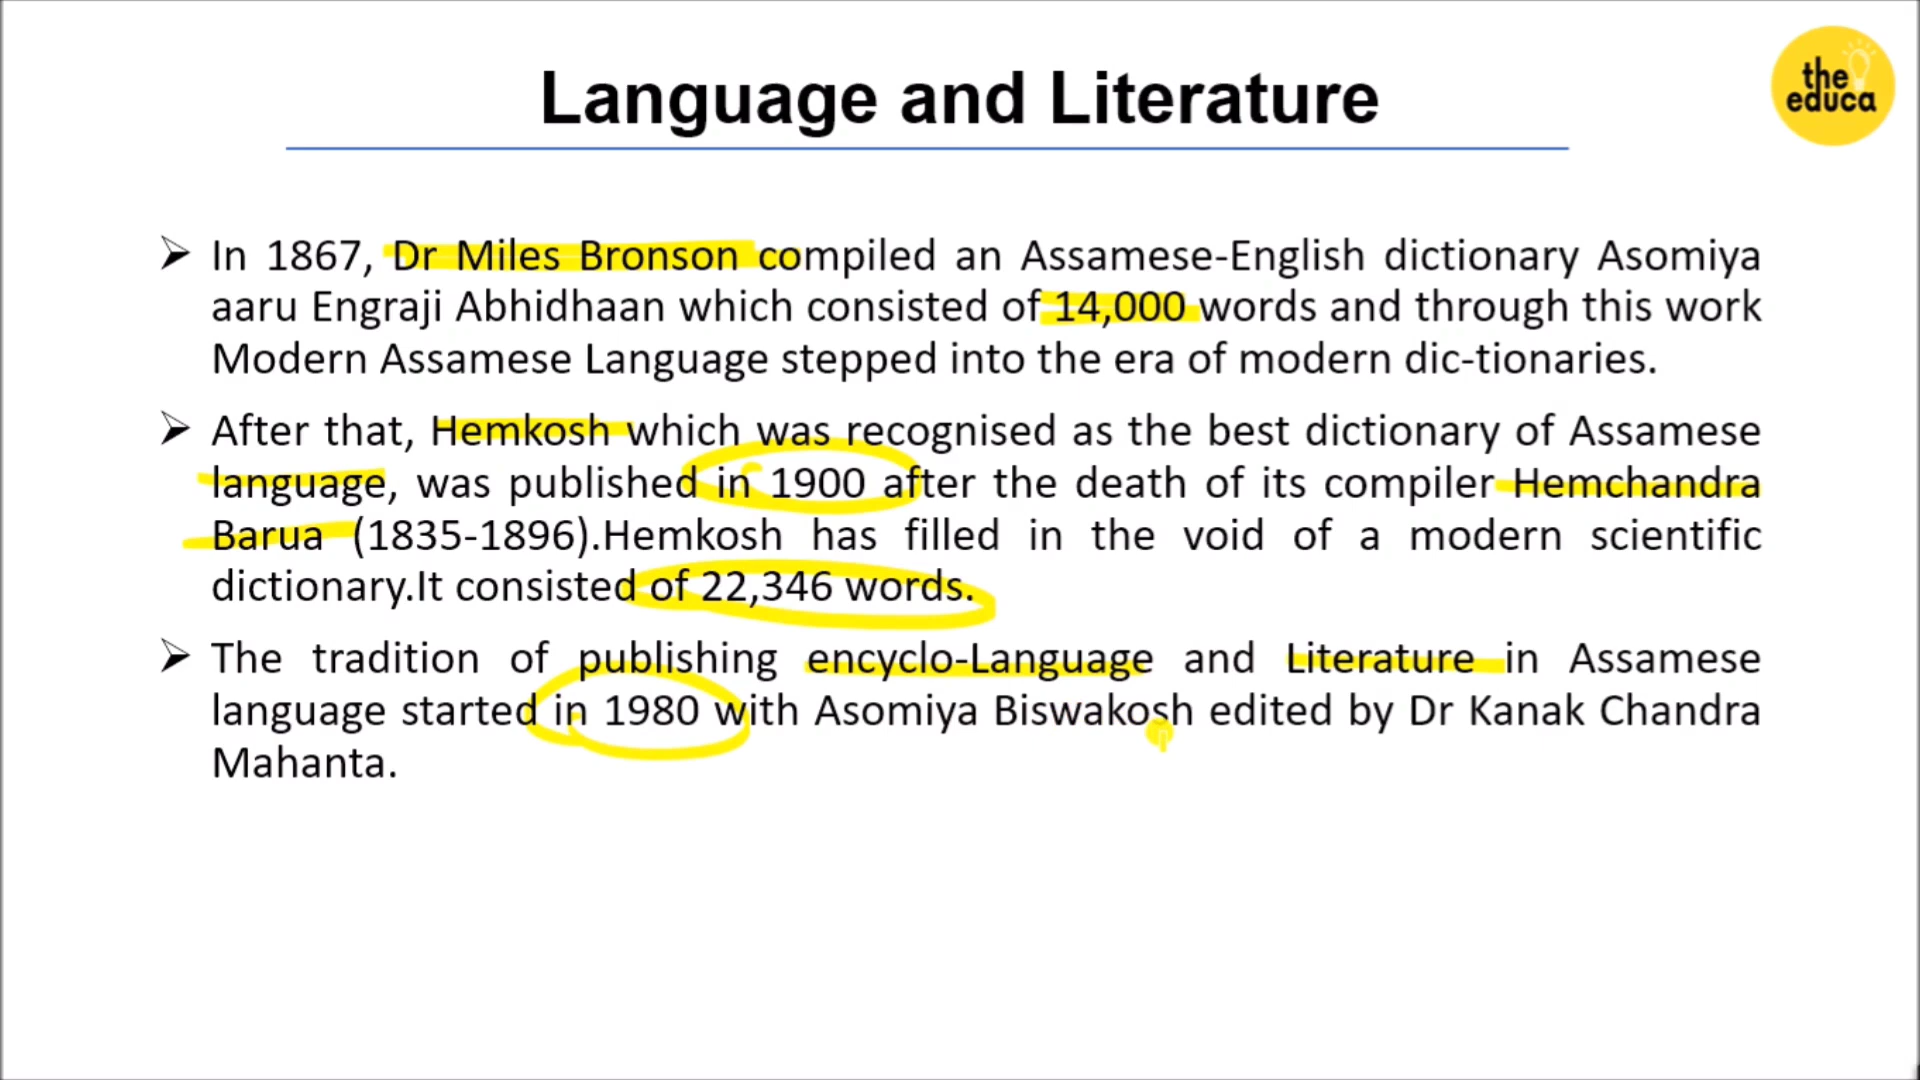 Language and Literature
the
educa
In 1867, Dr Miles Bronson compiled an Assamese-English dictionary Asomiya
aaru Engraji Abhidhaan which consisted of 14,000 words and through this work
Modern Assamese Language stepped into the era of modern dic-tionaries.
After that, Hemkosh which was recognised as the best dictionary of Assamese
language, was published in 1900 after the death of its compiler Hemchandra
Barua (1835-1896).Hemkosh has filled in the void of a modern scientific
dictionary.It consisted of 22,346 words.
The tradition of publishing encyclo-Language and Literature in Assamese
language started in 1980 with Asomiya Biswakosh edited by Dr Kanak Chandra
Mahanta.